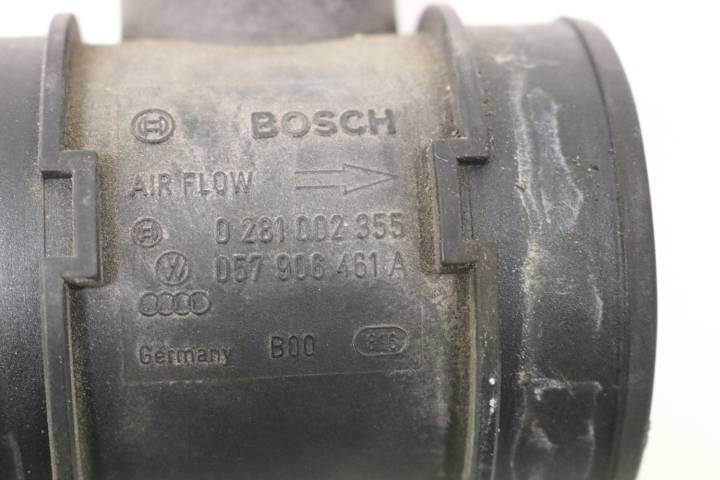 BOSCH
AIR FLOW
0 281 002 355
057 906 461 A
Germany B00